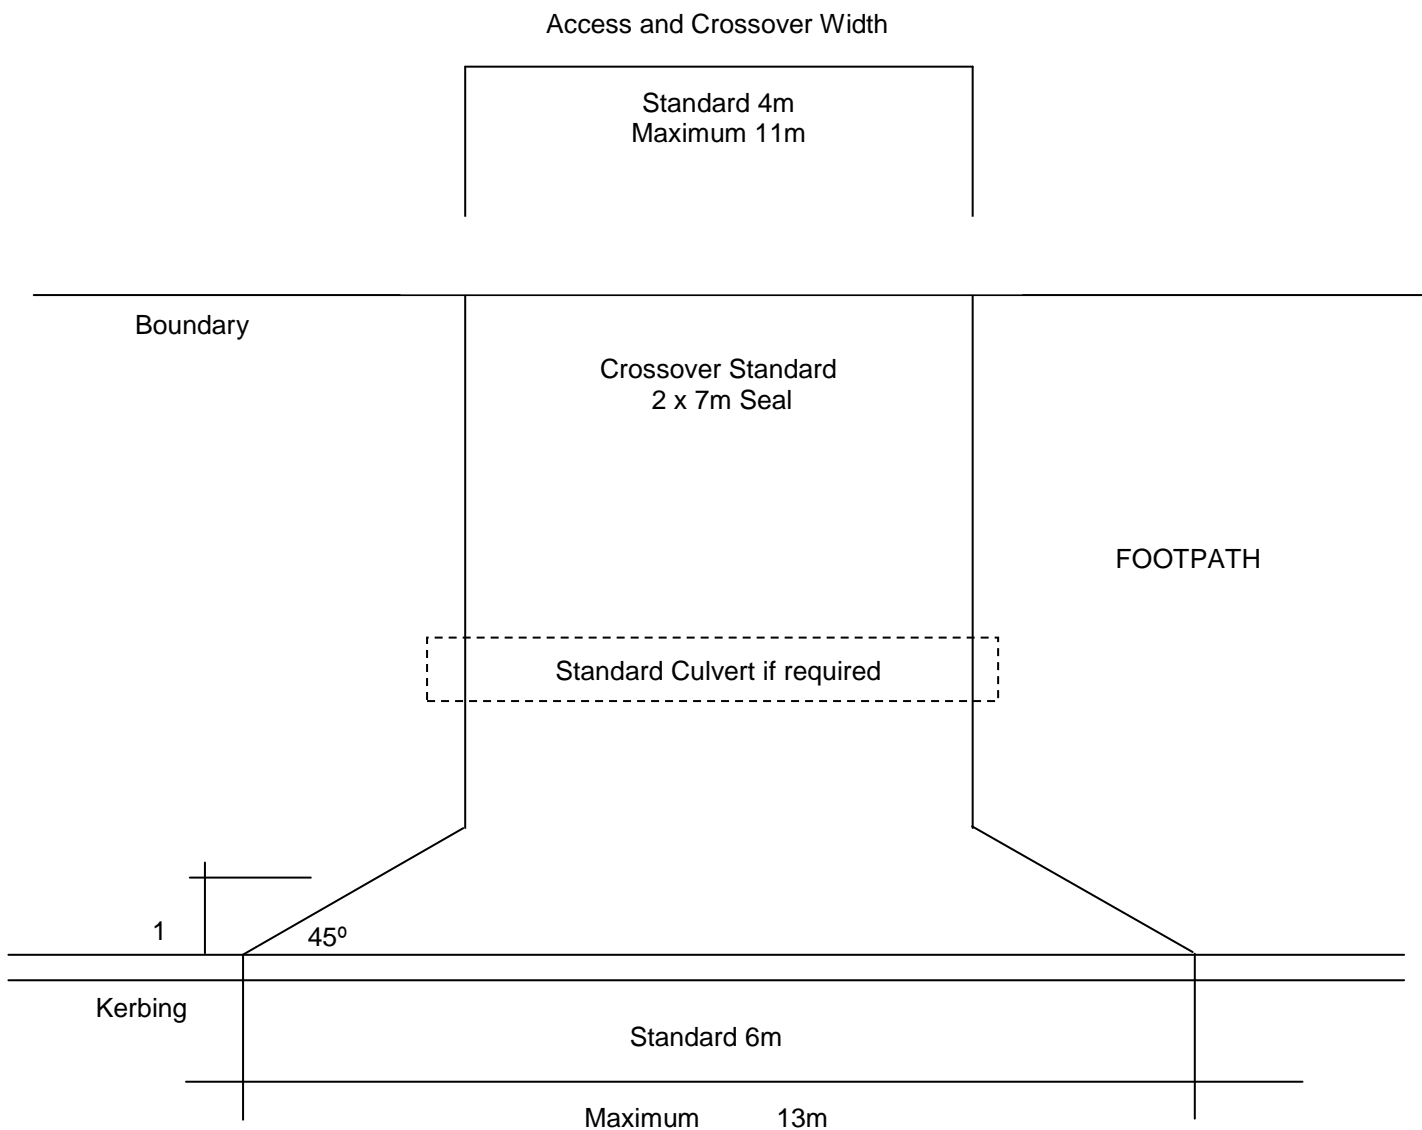 Access and Crossover Width
Standard 4m
Maximum 11m
Boundary
Crossover Standard
2 x 7m Seal
FOOTPATH
Standard Culvert if required
1
45º
Kerbing
Standard 6m
Maximum 13m